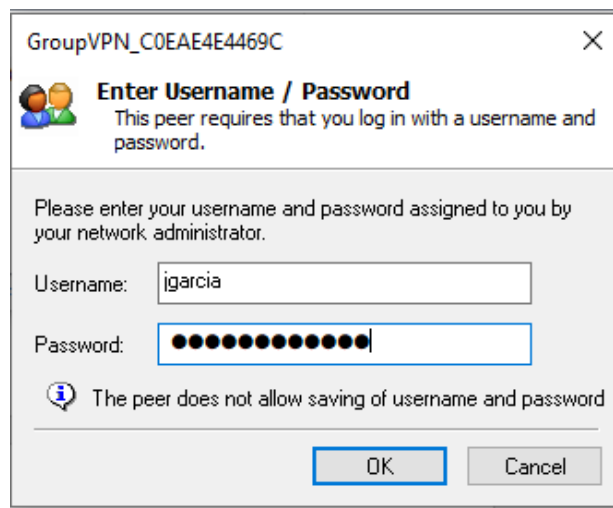 GroupVPN_C0EAE4E4469C
Enter Username / Password
This peer requires that you log in with a username and
password.
Please enter your username and password assigned to you by
your network administrator.
Username: jgarcia
Password: ●●●●●●●●●●●●
The peer does not allow saving of username and password
OK Cancel